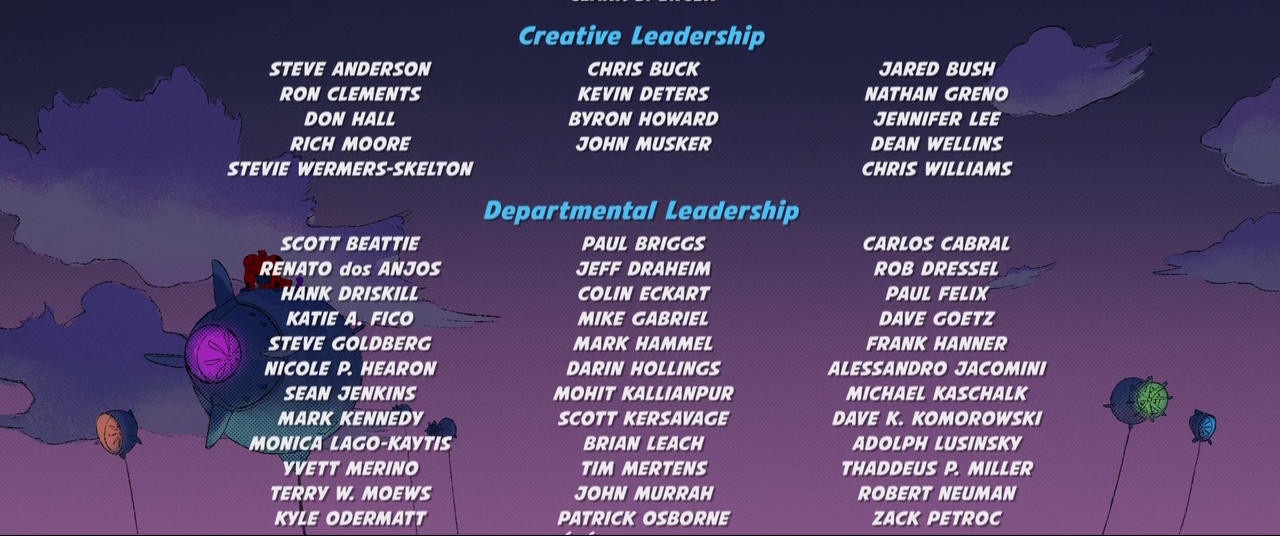 Creative Leadership
STEVE ANDERSON CHRIS BUCK JARED BUSH
RON CLEMENTS KEVIN DETERS NATHAN GRENO
DON HALL BYRON HOWARD JENNIFER LEE
RICH MOORE JOHN MUSKER DEAN WELLINS
STEVIE WERMERS-SKELTON CHRIS WILLIAMS
Departmental Leadership
SCOTT BEATTIE PAUL BRIGGS CARLOS CABRAL
RENATO dos ANJOS JEFF DRAHEIM ROB DRESSEL
HANK DRISKILL COLIN ECKART PAUL FELIX
KATIE A. FICO MIKE GABRIEL DAVE GOETZ
STEVE GOLDBERG MARK HAMMEL FRANK HANNER
NICOLE P. HEARON DARIN HOLLINGS ALESSANDRO JACOMINI
SEAN JENKINS MOHIT KALLIANPUR MICHAEL KASCHALK
MARK KENNEDY SCOTT KERSAVAGE DAVE K. KOMOROWSKI
MONICA LAGO-KAYTIS BRIAN LEACH ADOLPH LUSINSKY
YVETT MERINO TIM MERTENS THADDEUS P. MILLER
TERRY W. MOEWS JOHN MURRAH ROBERT NEUMAN
KYLE ODERMATT PATRICK OSBORNE ZACK PETROC